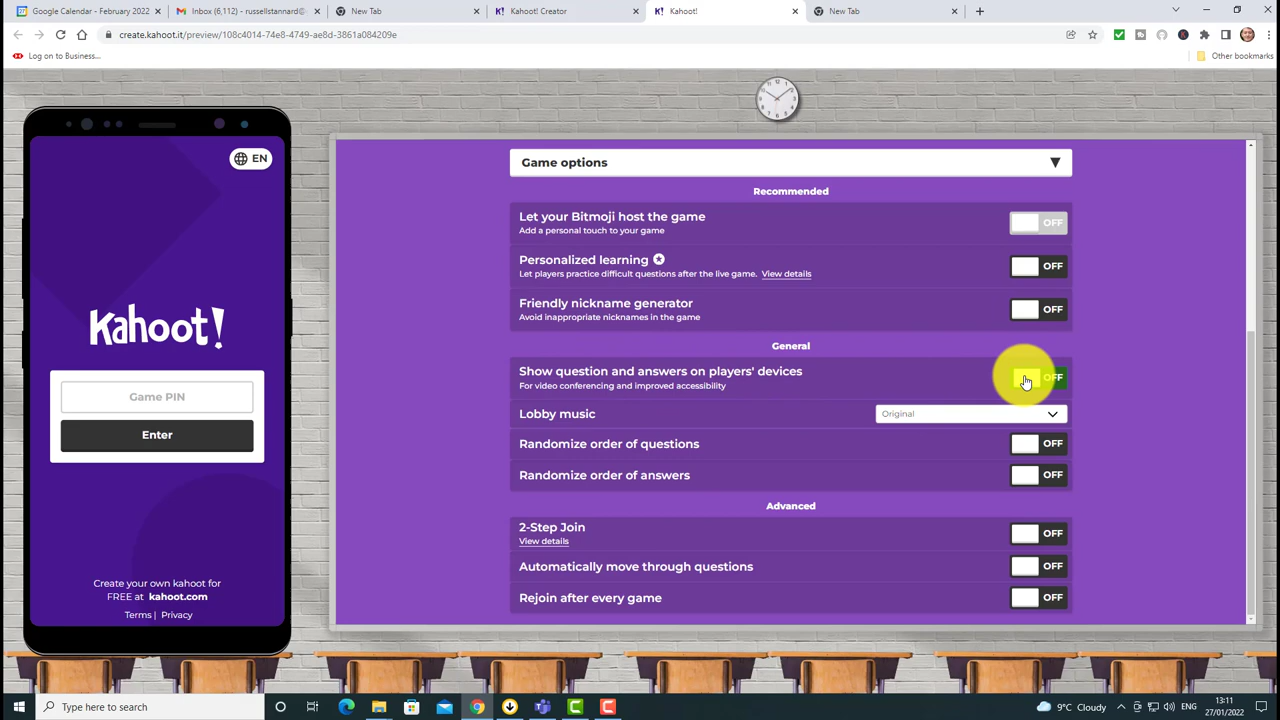 Google Calendar - February 2022
Inbox (6,112) - russellstannard@
New Tab
Kahoot! Creator
Kahoot!
New Tab
create.kahoot.it/preview/108c4014-74e8-4749-ae8d-3861a084209e
Log on to Business...
Other bookmarks
EN
Kahoot!
Game PIN
Enter
Create your own kahoot for
FREE at kahoot.com
Terms | Privacy
Game options
Recommended
Let your Bitmoji host the game
OFF
Add a personal touch to your game
Personalized learning
OFF
Let players practice difficult questions after the live game. View details
Friendly nickname generator
OFF
Avoid inappropriate nicknames in the game
General
Show question and answers on players' devices
OFF
For video conferencing and improved accessibility
Lobby music
Original
Randomize order of questions
OFF
Randomize order of answers
OFF
Advanced
2-Step Join
OFF
View details
Automatically move through questions
OFF
Rejoin after every game
OFF
Type here to search
9°C Cloudy
ENG
13:11
27/01/2022